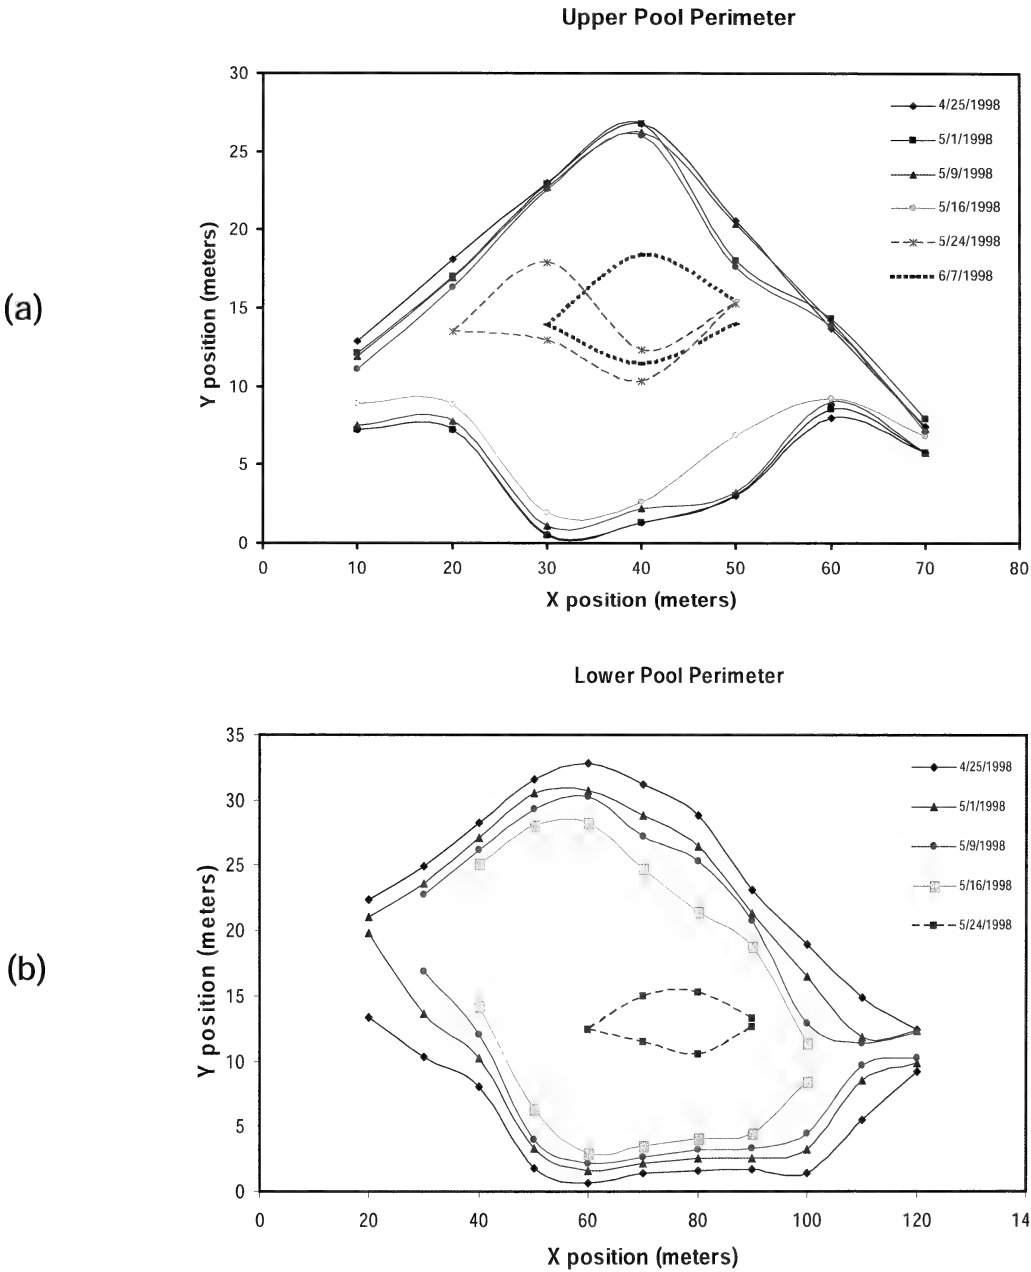 Upper Pool Perimeter
(a)
Y position (meters)
30
25
20
15
10
5
0
0 10 20 30 40 50 60 70 80
X position (meters)
4/25/1998
5/1/1998
5/9/1998
5/16/1998
5/24/1998
6/7/1998
Lower Pool Perimeter
(b)
Y position (meters)
35
30
25
20
15
10
5
0
0 20 40 60 80 100 120 14
X position (meters)
4/25/1998
5/1/1998
5/9/1998
5/16/1998
5/24/1998